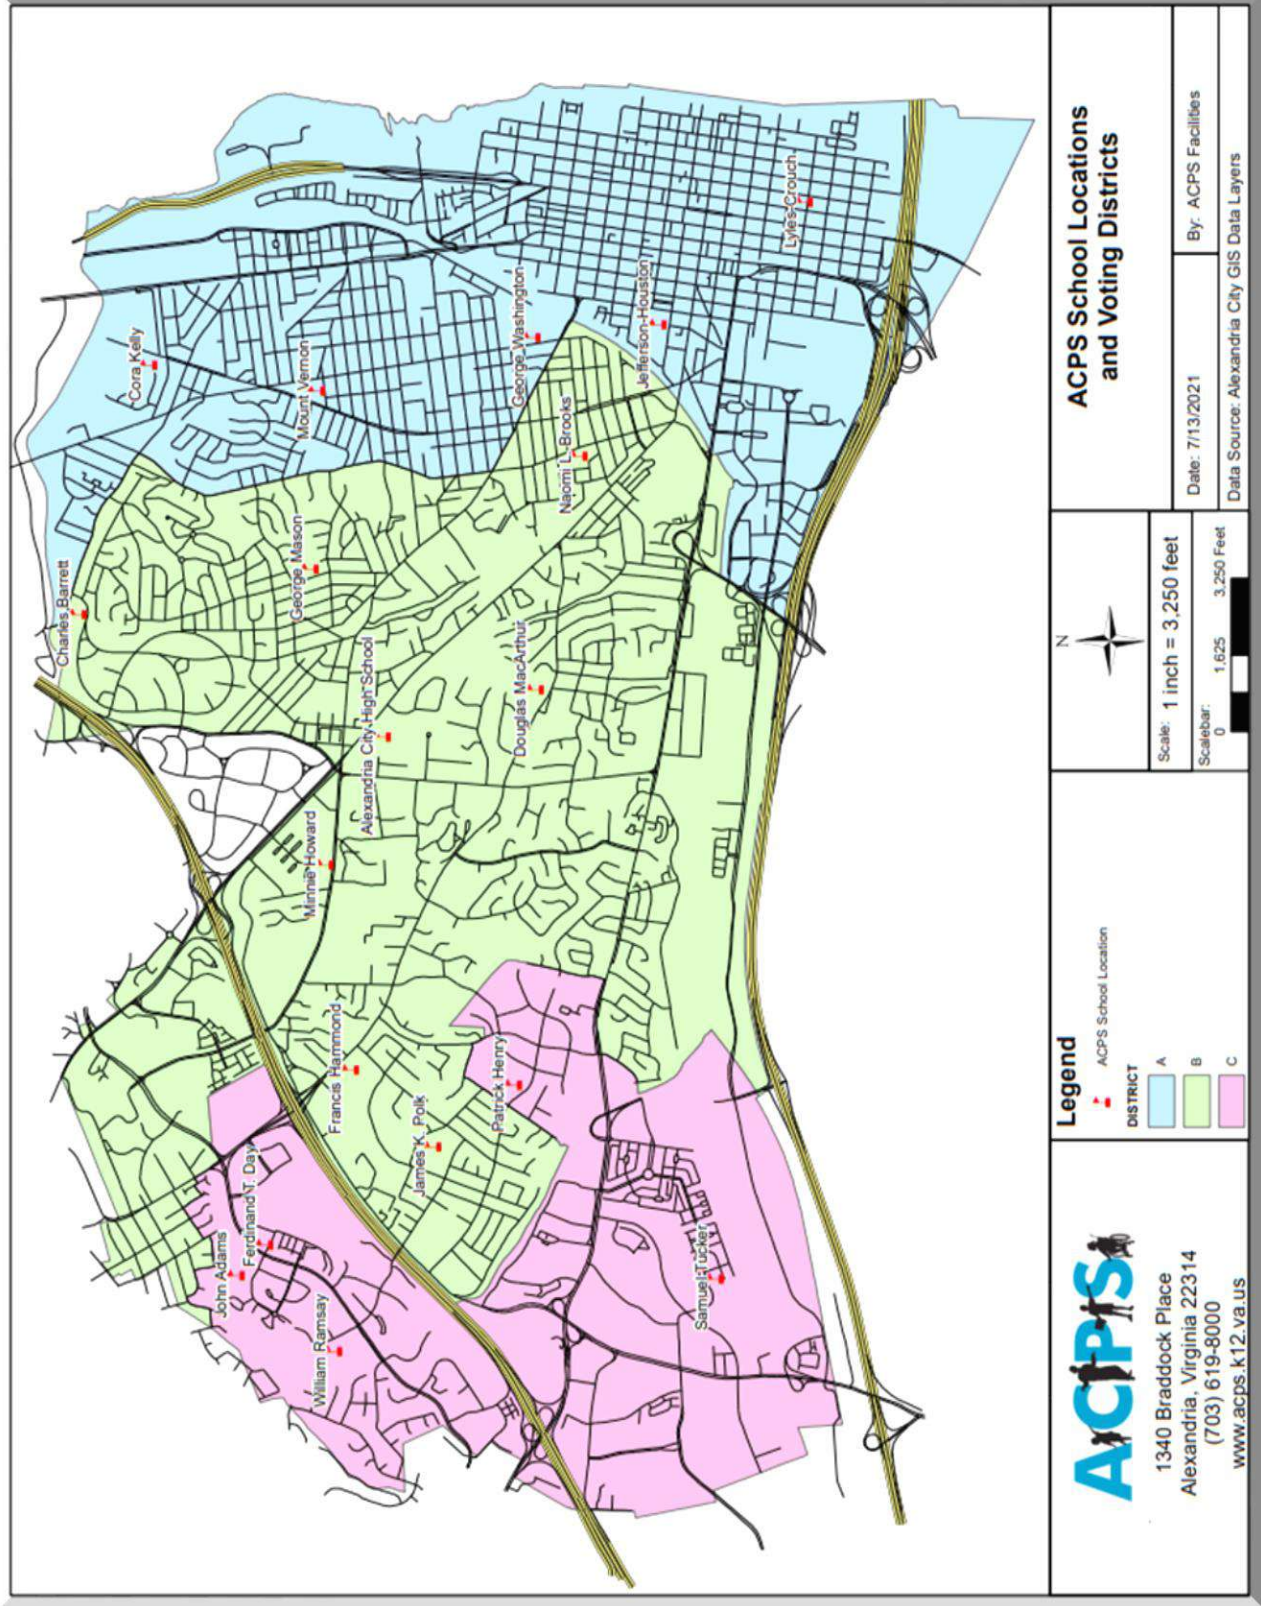 Cora Kelly
Mount Vernon
George Washington
Jefferson-Houston
Lyles-Crouch
Charles Barrett
George Mason
Naomi L. Brooks
Alexandria City High School
Douglas MacArthur
Minnie Howard
Francis Hammond
James K. Polk
Patrick Henry
Ferdinand T. Day
John Adams
William Ramsay
Samuel Tucker
ACPS
1340 Braddock Place
Alexandria, Virginia 22314
(703) 619-8000
www.acps.k12.va.us
Legend
ACPS School Location
DISTRICT
A
B
C
N
Scale: 1 inch = 3,250 feet
Scalebar:
0 1,625 3,250 Feet
ACPS School Locations
and Voting Districts
Date: 7/13/2021
By: ACPS Facilities
Data Source: Alexandria City GIS Data Layers